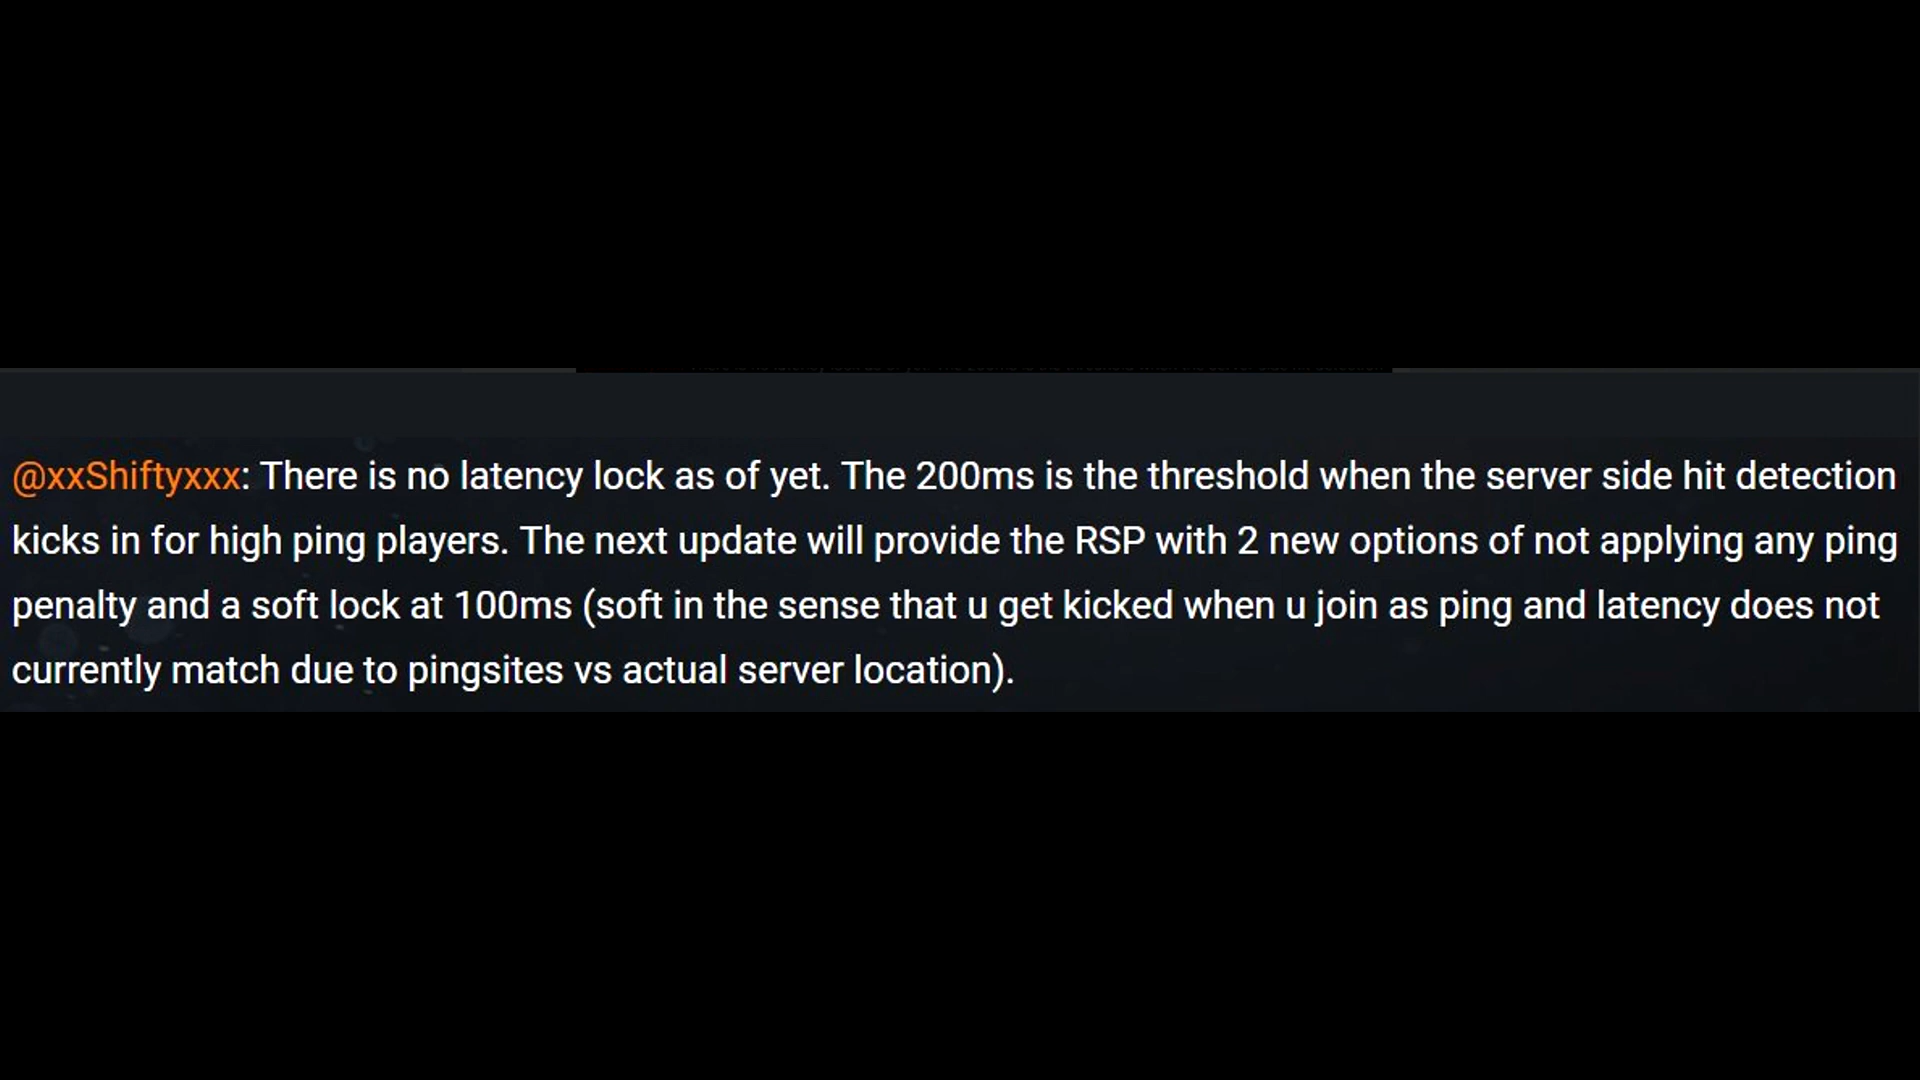 @xxShiftyxxx: There is no latency lock as of yet. The 200ms is the threshold when the server side hit detection
kicks in for high ping players. The next update will provide the RSP with 2 new options of not applying any ping
penalty and a soft lock at 100ms (soft in the sense that u get kicked when u join as ping and latency does not
currently match due to pingsites vs actual server location).